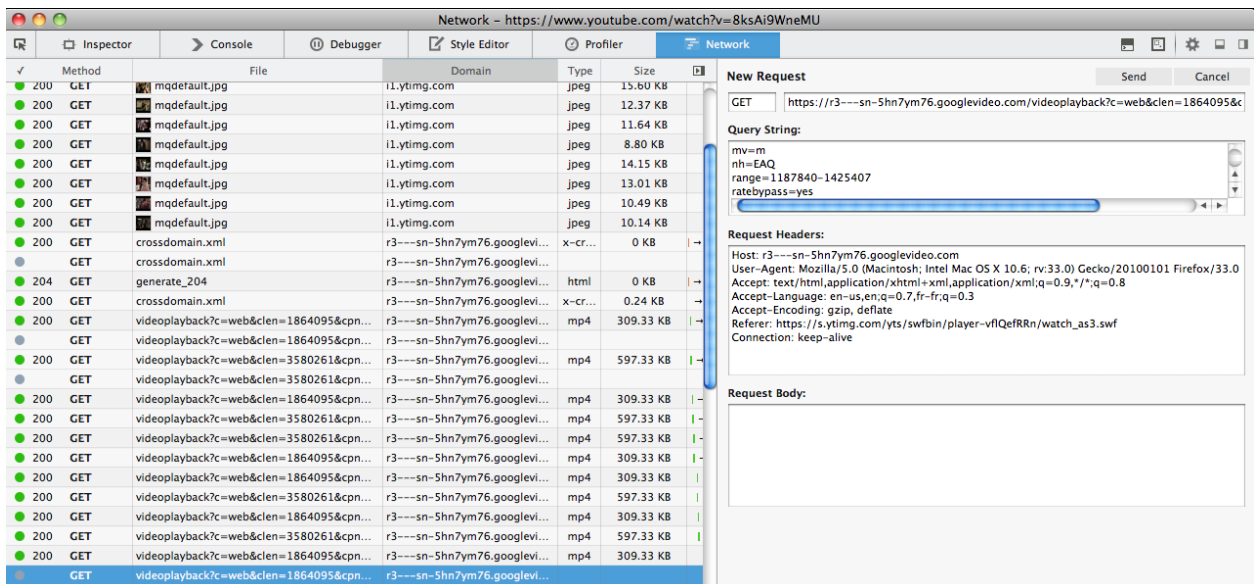 Network – https://www.youtube.com/watch?v=8ksAi9WneMU
Inspector Console Debugger Style Editor Profiler Network
✓ Method File Domain Type Size
200 GET mqdefault.jpg i1.ytimg.com jpeg 15.60 KB
200 GET mqdefault.jpg i1.ytimg.com jpeg 12.37 KB
200 GET mqdefault.jpg i1.ytimg.com jpeg 11.64 KB
200 GET mqdefault.jpg i1.ytimg.com jpeg 8.80 KB
200 GET mqdefault.jpg i1.ytimg.com jpeg 14.15 KB
200 GET mqdefault.jpg i1.ytimg.com jpeg 13.01 KB
200 GET mqdefault.jpg i1.ytimg.com jpeg 10.49 KB
200 GET mqdefault.jpg i1.ytimg.com jpeg 10.14 KB
200 GET crossdomain.xml r3---sn-5hn7ym76.googlevi... x-cr... 0 KB
GET crossdomain.xml r3---sn-5hn7ym76.googlevi...
204 GET generate_204 r3---sn-5hn7ym76.googlevi... html 0 KB
200 GET crossdomain.xml r3---sn-5hn7ym76.googlevi... x-cr... 0.24 KB
200 GET videoplayback?c=web&clen=1864095&cpn... r3---sn-5hn7ym76.googlevi... mp4 309.33 KB
GET videoplayback?c=web&clen=1864095&cpn... r3---sn-5hn7ym76.googlevi...
200 GET videoplayback?c=web&clen=3580261&cpn... r3---sn-5hn7ym76.googlevi... mp4 597.33 KB
GET videoplayback?c=web&clen=3580261&cpn... r3---sn-5hn7ym76.googlevi...
200 GET videoplayback?c=web&clen=1864095&cpn... r3---sn-5hn7ym76.googlevi... mp4 309.33 KB
200 GET videoplayback?c=web&clen=3580261&cpn... r3---sn-5hn7ym76.googlevi... mp4 597.33 KB
200 GET videoplayback?c=web&clen=3580261&cpn... r3---sn-5hn7ym76.googlevi... mp4 597.33 KB
200 GET videoplayback?c=web&clen=1864095&cpn... r3---sn-5hn7ym76.googlevi... mp4 309.33 KB
200 GET videoplayback?c=web&clen=1864095&cpn... r3---sn-5hn7ym76.googlevi... mp4 309.33 KB
200 GET videoplayback?c=web&clen=3580261&cpn... r3---sn-5hn7ym76.googlevi... mp4 597.33 KB
200 GET videoplayback?c=web&clen=1864095&cpn... r3---sn-5hn7ym76.googlevi... mp4 309.33 KB
200 GET videoplayback?c=web&clen=3580261&cpn... r3---sn-5hn7ym76.googlevi... mp4 597.33 KB
200 GET videoplayback?c=web&clen=1864095&cpn... r3---sn-5hn7ym76.googlevi... mp4 309.33 KB
GET videoplayback?c=web&clen=1864095&cpn... r3---sn-5hn7ym76.googlevi...
New Request Send Cancel
GET https://r3---sn-5hn7ym76.googlevideo.com/videoplayback?c=web&clen=1864095&c
Query String:
mv=m
nh=EAQ
range=1187840-1425407
ratebypass=yes
Request Headers:
Host: r3---sn-5hn7ym76.googlevideo.com
User-Agent: Mozilla/5.0 (Macintosh; Intel Mac OS X 10.6; rv:33.0) Gecko/20100101 Firefox/33.0
Accept: text/html,application/xhtml+xml,application/xml;q=0.9,*/*;q=0.8
Accept-Language: en-us,en;q=0.7,fr-fr;q=0.3
Accept-Encoding: gzip, deflate
Referer: https://s.ytimg.com/yts/swfbin/player-vflQefRRn/watch_as3.swf
Connection: keep-alive
Request Body: